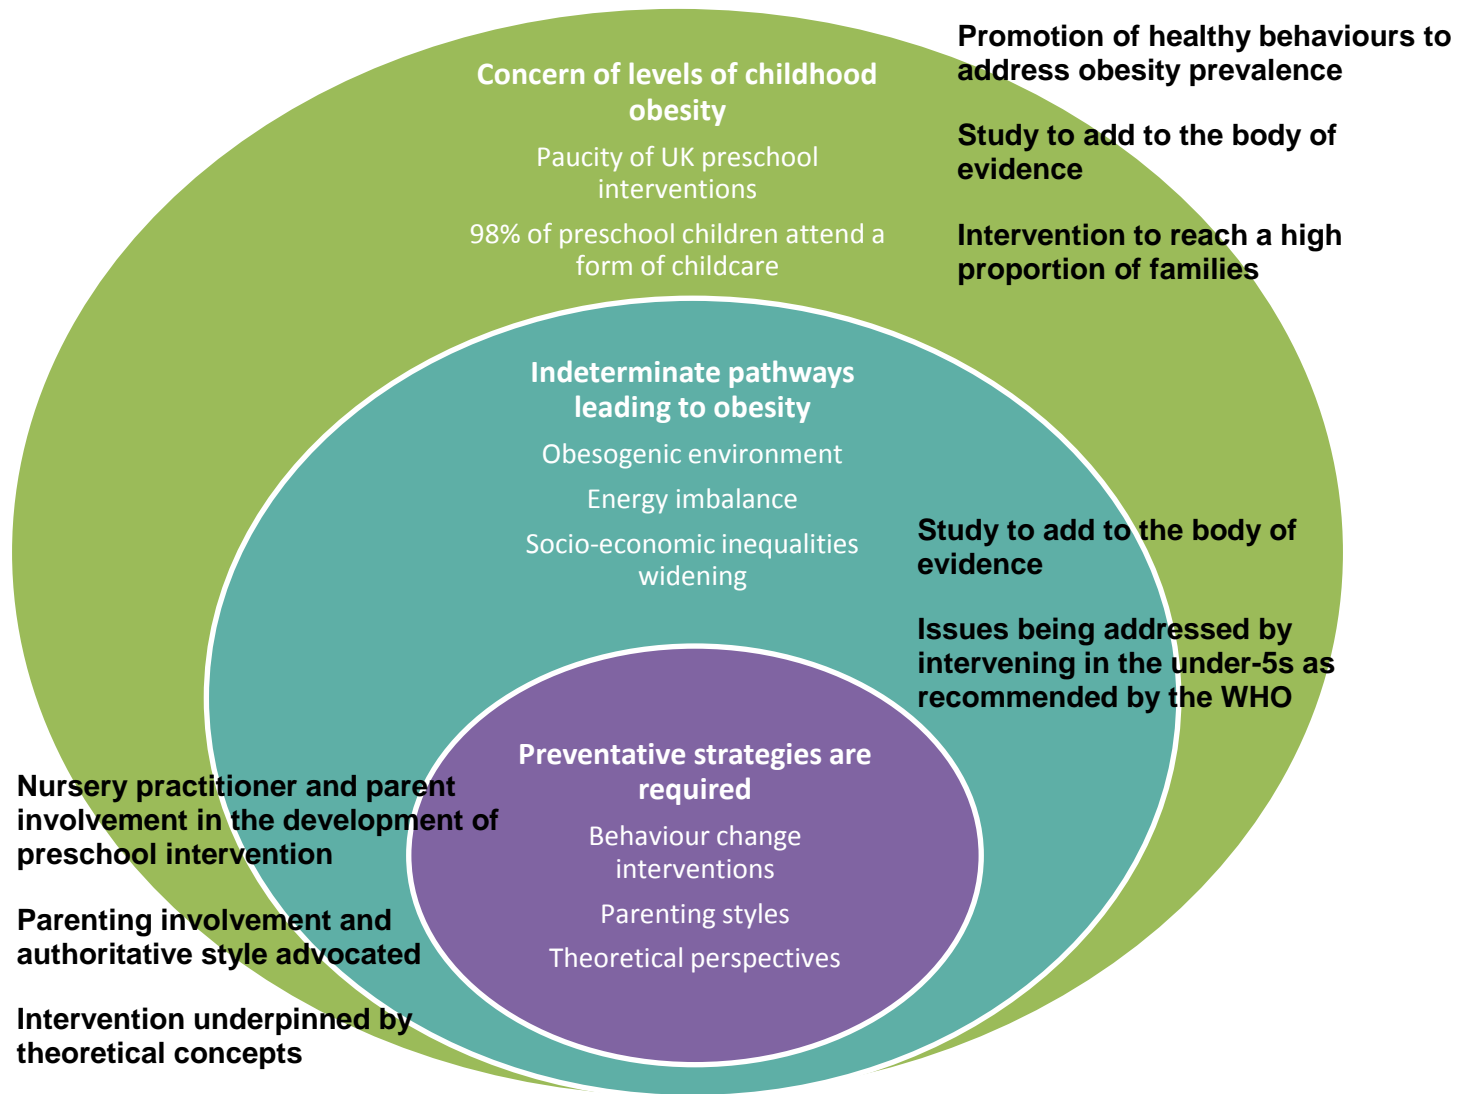 Concern of levels of childhood
obesity
Paucity of UK preschool
interventions
98% of preschool children attend a
form of childcare
Promotion of healthy behaviours to
address obesity prevalence
Study to add to the body of
evidence
Intervention to reach a high
proportion of families
Indeterminate pathways
leading to obesity
Obesogenic environment
Energy imbalance
Socio-economic inequalities
widening
Study to add to the body of
evidence
Issues being addressed by
intervening in the under-5s as
recommended by the WHO
Preventative strategies are
required
Behaviour change
interventions
Parenting styles
Theoretical perspectives
Nursery practitioner and parent
involvement in the development of
preschool intervention
Parenting involvement and
authoritative style advocated
Intervention underpinned by
theoretical concepts